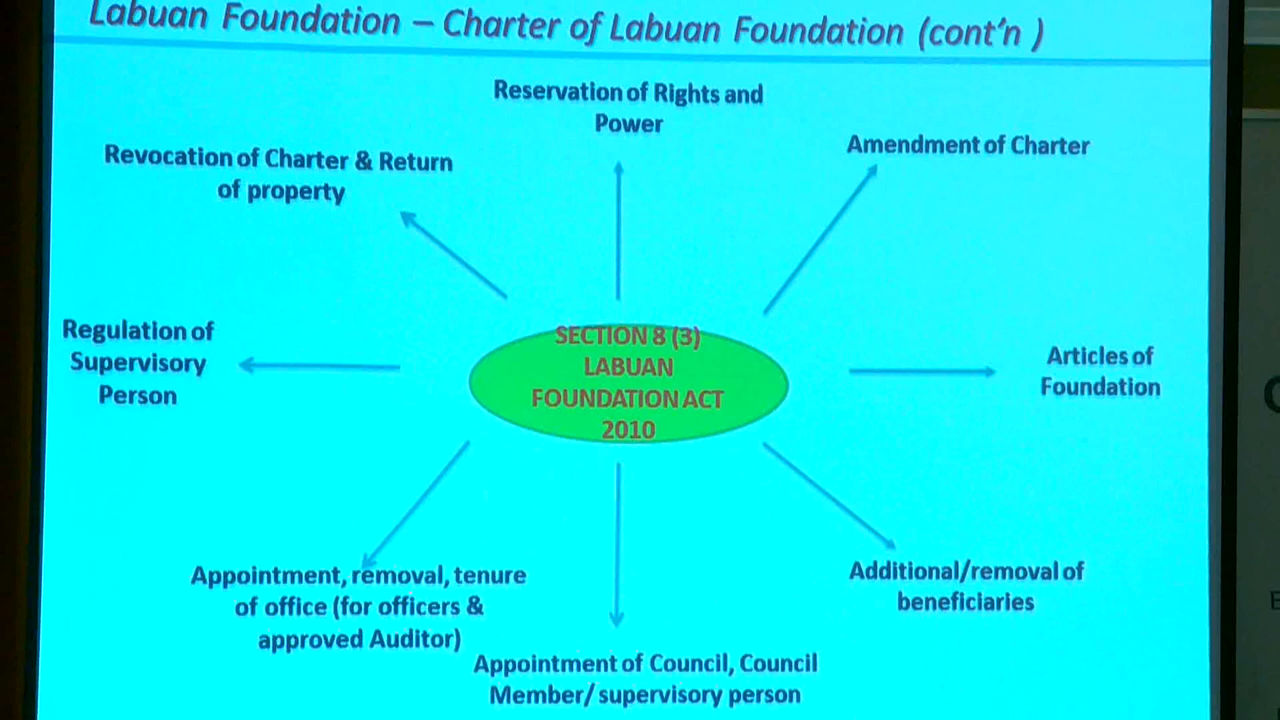 Labuan Foundation – Charter of Labuan Foundation (cont'n )
Reservation of Rights and
Power
Amendment of Charter
Revocation of Charter & Return
of property
Regulation of
Supervisory
Person
SECTION 8 (3)
LABUAN
FOUNDATION ACT
2010
Articles of
Foundation
Appointment, removal, tenure
of office (for officers &
approved Auditor)
Additional/removal of
beneficiaries
Appointment of Council, Council
Member/ supervisory person